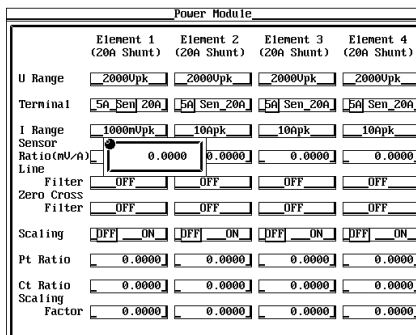 Power Module
Element 1 Element 2 Element 3 Element 4
(20A Shunt) (20A Shunt) (20A Shunt) (20A Shunt)
U Range 2000Vpk 2000Vpk 2000Vpk 2000Vpk
Terminal 5A Sen 20A 5A Sen 20A 5A Sen 20A 5A Sen 20A
I Range 1000mVpk 10Apk 10Apk 10Apk
Sensor
Ratio(mV/A) 0.0000 0.0000 0.0000 0.0000
Line
Filter OFF OFF OFF OFF
Zero Cross
Filter OFF OFF OFF OFF
Scaling OFF ON OFF ON OFF ON OFF ON
Pt Ratio 0.0000 0.0000 0.0000 0.0000
Ct Ratio 0.0000 0.0000 0.0000 0.0000
Scaling
Factor 0.0000 0.0000 0.0000 0.0000